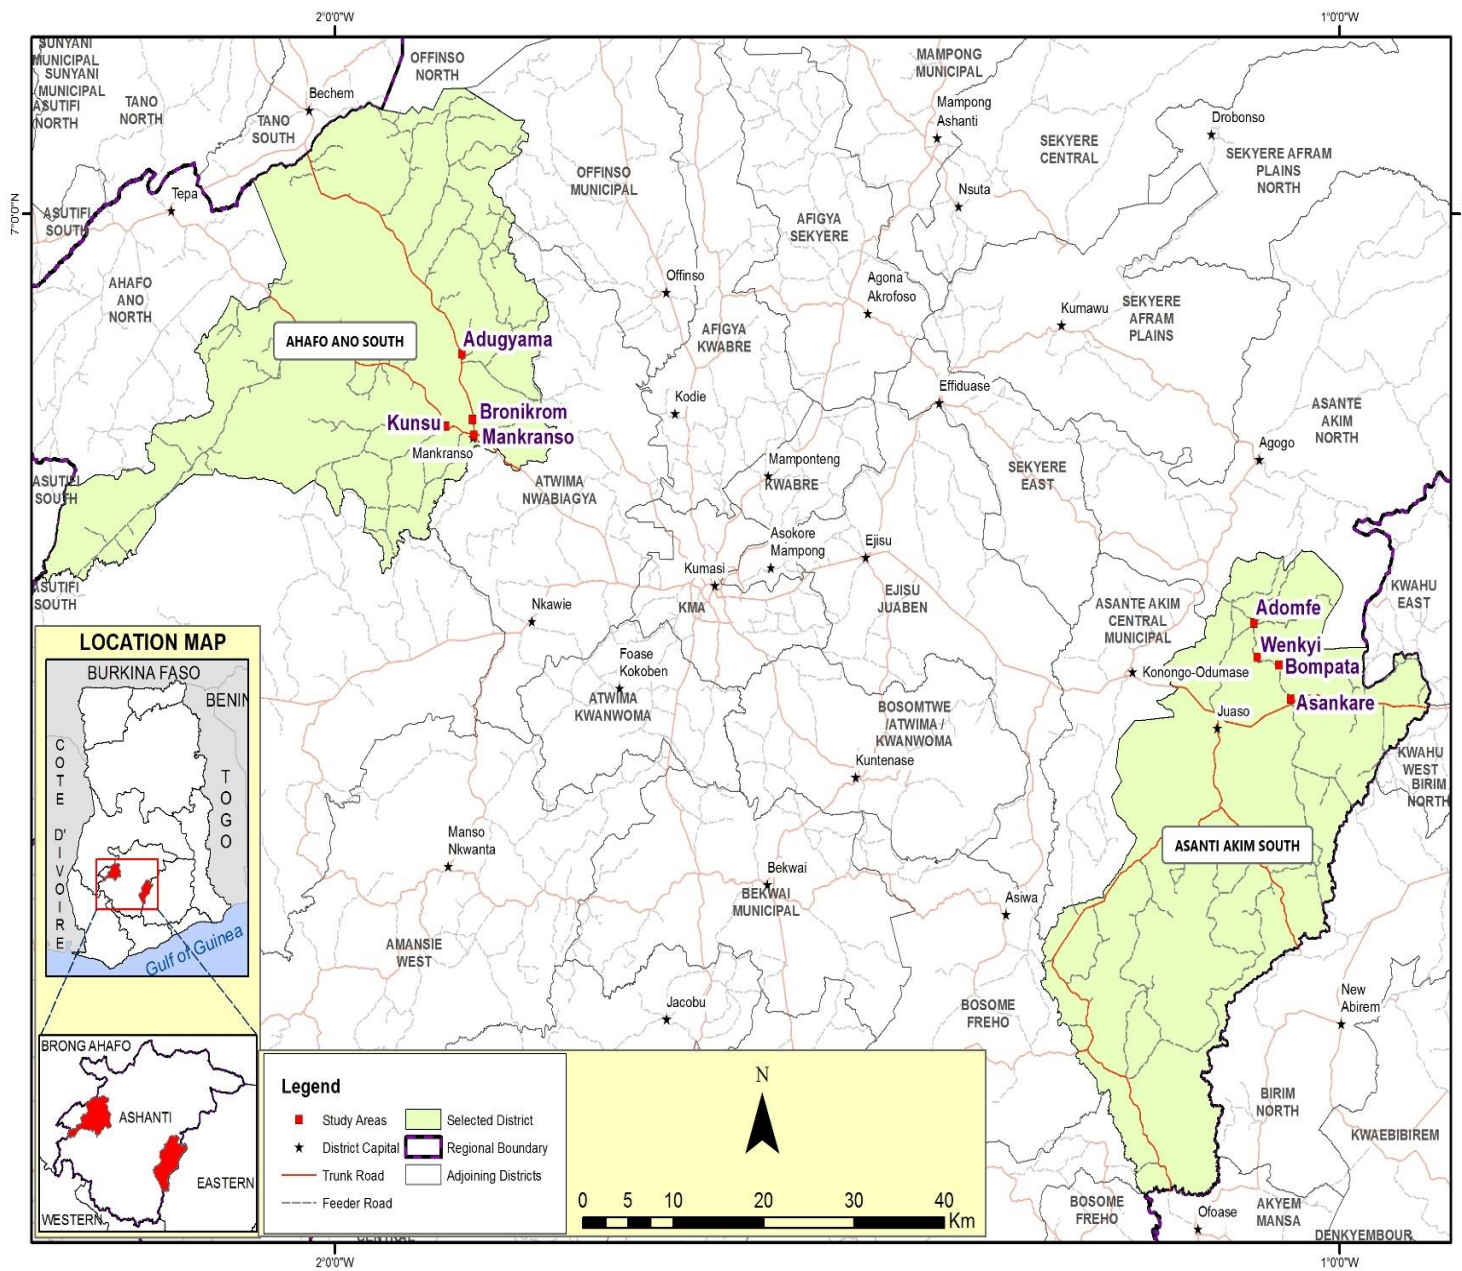 2°0'0"W
1°0'0"W
SUNYANI
MUNICIPAL
SUNYANI
MUNICIPAL
ASUTIFI
NORTH
TANO
NORTH
Bechem
TANO
SOUTH
OFFINSO
NORTH
MAMPONG
MUNICIPAL
Mampong
Ashanti
SEKYERE
CENTRAL
Drobonso
SEKYERE AFRAM
PLAINS
NORTH
OFFINSO
MUNICIPAL
Tepa
Nsuta
7°0'0"N
ASUTIFI
SOUTH
AFIGYA
SEKYERE
AHAFO
ANO
NORTH
Offinso
Agona
Akrofoso
Kumawu
SEKYERE
AFRAM
PLAINS
AHAFO ANO SOUTH
Adugyama
AFIGYA
KWABRE
Effiduase
Kodie
Bronikrom
Kunsu
Mankranso
Mankranso
ASANTE
AKIM
NORTH
Agogo
Mamponteng
KWABRE
SEKYERE
EAST
ASUTIFI
SOUTH
ATWIMA
NWABIAGYA
Asokore
Mampong
Ejisu
Kumasi
KMA
EJISU
JUABEN
ASUTIFI
SOUTH
Nkawie
ASANTE AKIM
CENTRAL
MUNICIPAL
KWAHU
EAST
Adomfe
Wenkyi
Bompata
Asankare
Konongo-Odumase
Juaso
Foase
Kokoben
ATWIMA
KWANWOMA
BOSOMTWE
/ATWIMA /
KWANWOMA
Kuntenase
KWAHU
WEST
BIRIM
NORTH
Manso
Nkwanta
ASANTI AKIM SOUTH
Bekwai
BEKWAI
MUNICIPAL
Asiwa
AMANSIE
WEST
Jacobu
BOSOME
FREHO
New
Abirem
BIRIM
NORTH
KWAEBIBIREM
BOSOME
FREHO
Ofoase
AKYEM
MANSA
DENKYEMBOUR
CENTRAL
LOCATION MAP
BURKINA FASO
BENIN
COTE D'IVOIRE
TOGO
Gulf of Guinea
BRONG AHAFO
ASHANTI
EASTERN
WESTERN
Legend
Study Areas
Selected District
District Capital
Regional Boundary
Trunk Road
Adjoining Districts
Feeder Road
N
0 5 10 20 30 40
Km
2°0'0"W
1°0'0"W